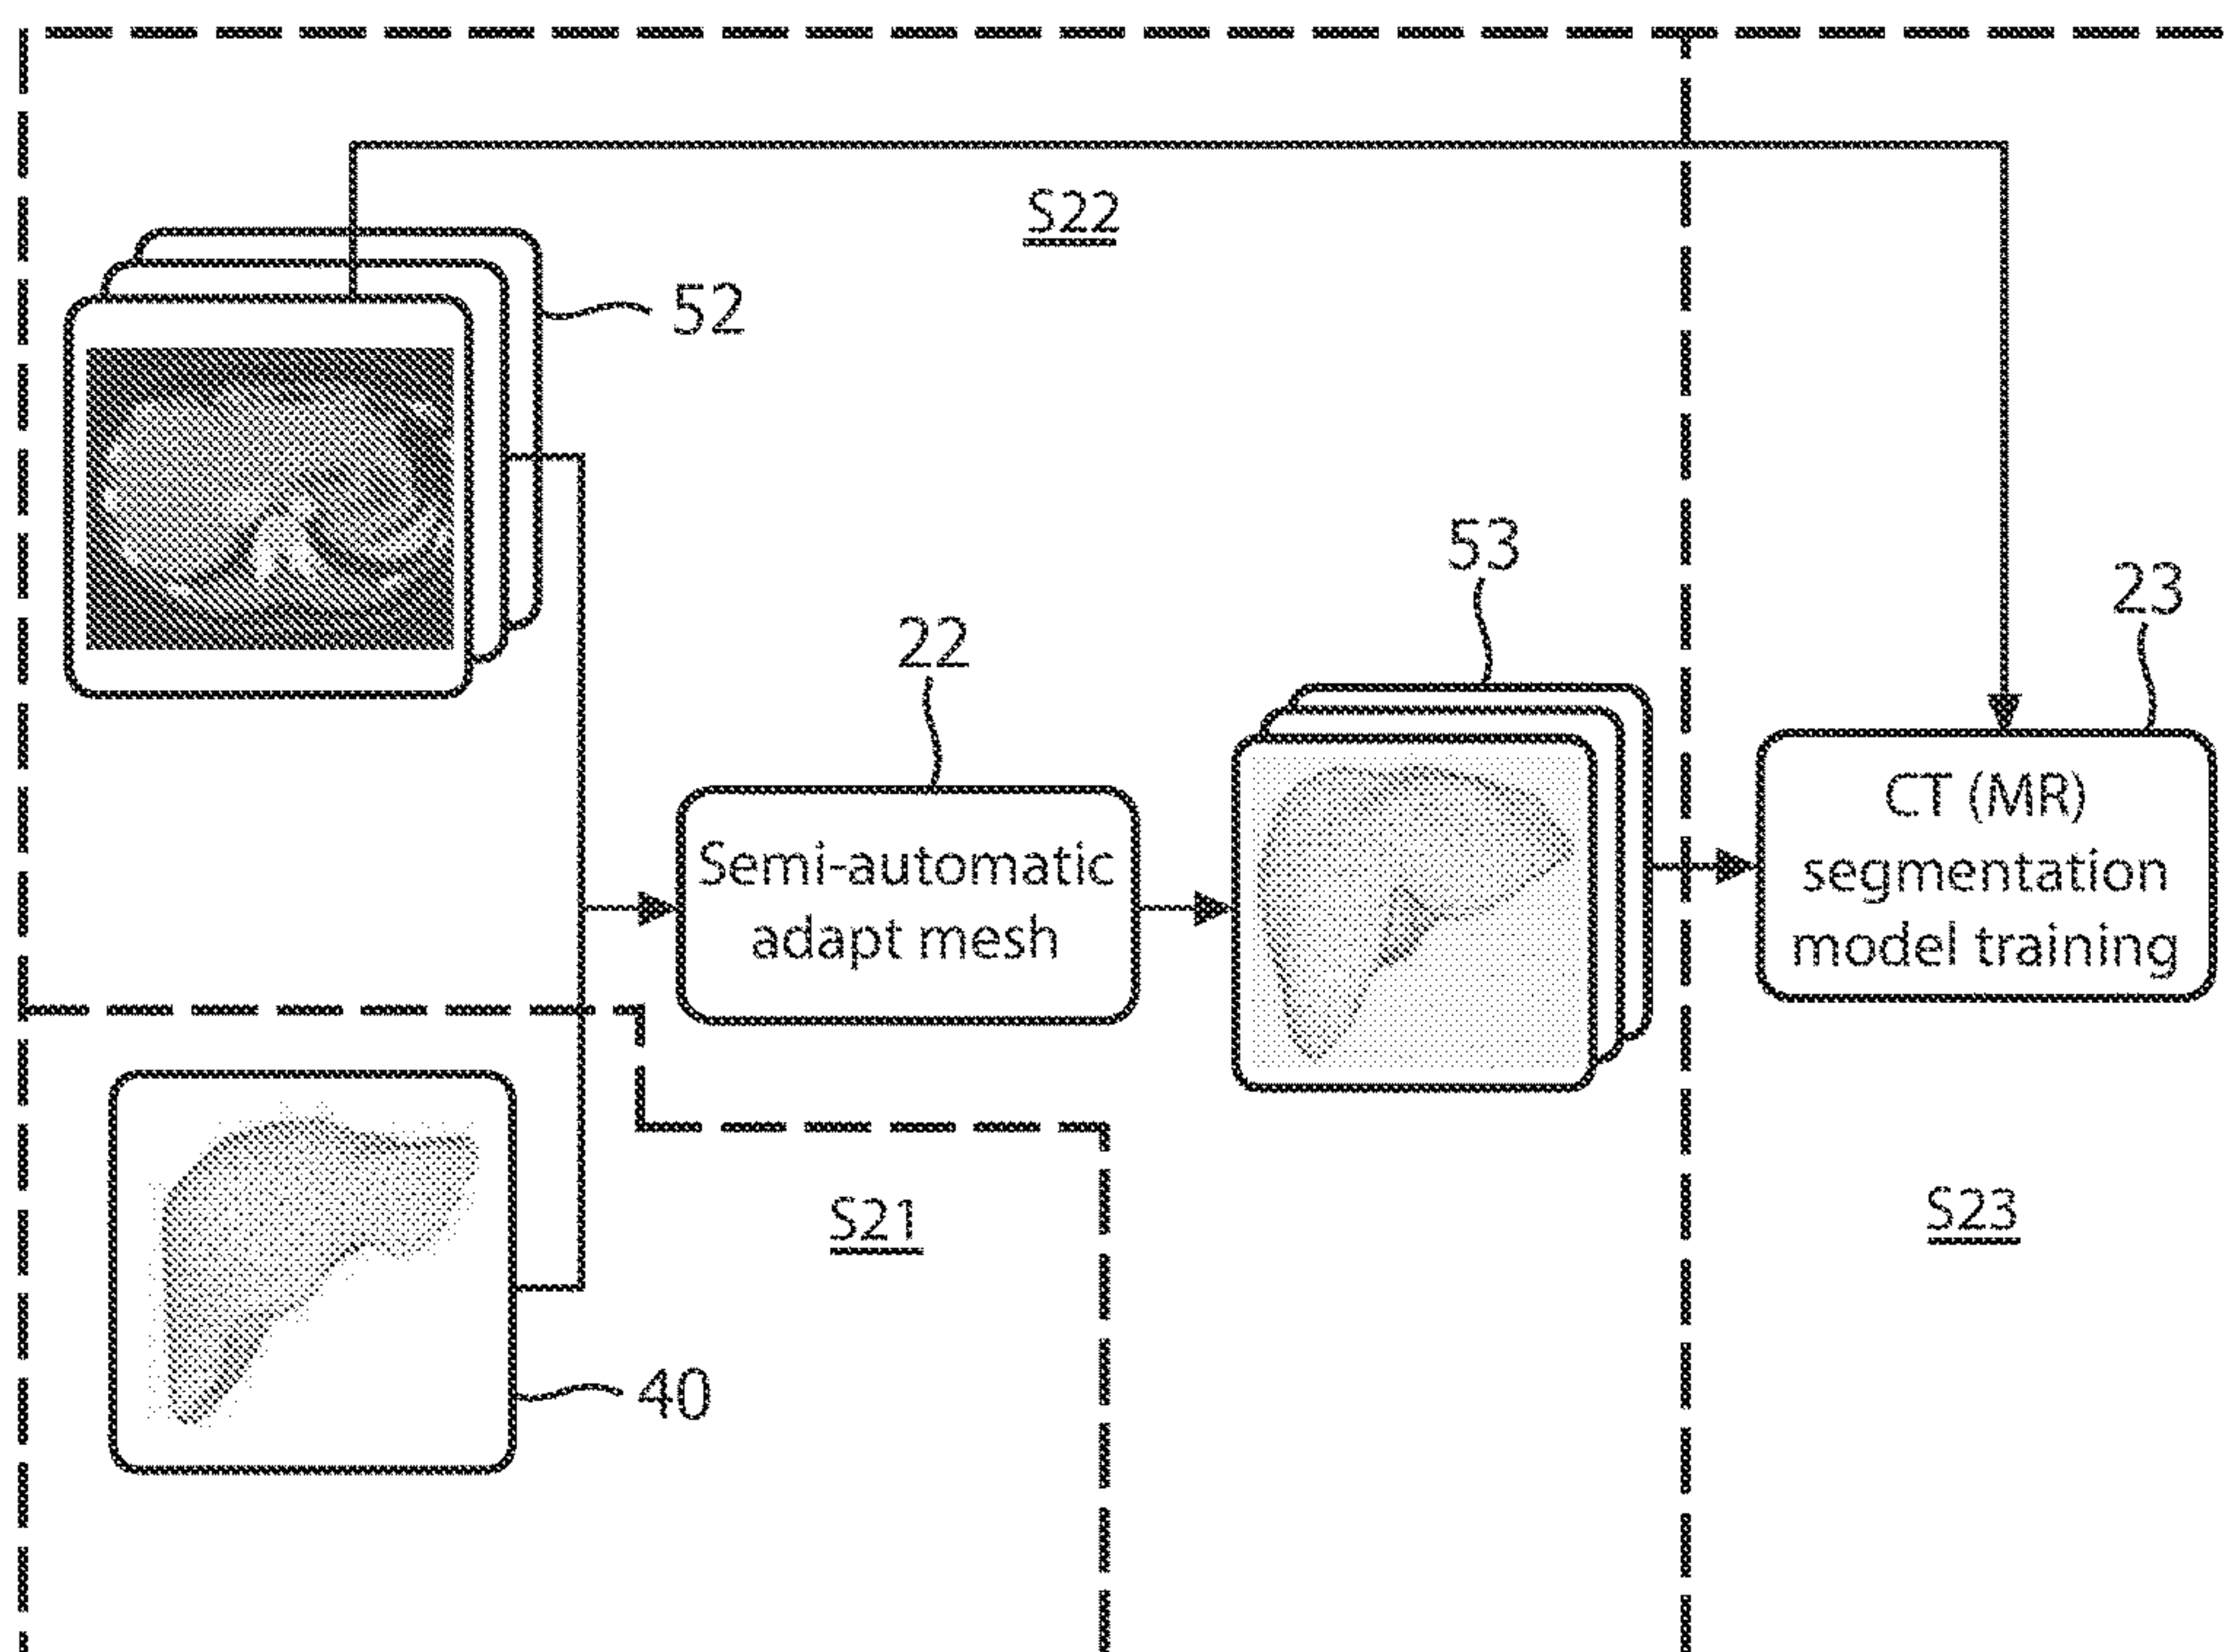 S22
52
53
23
22
CT (MR)
segmentation
model training
Semi-automatic
adapt mesh
S21
S23
40